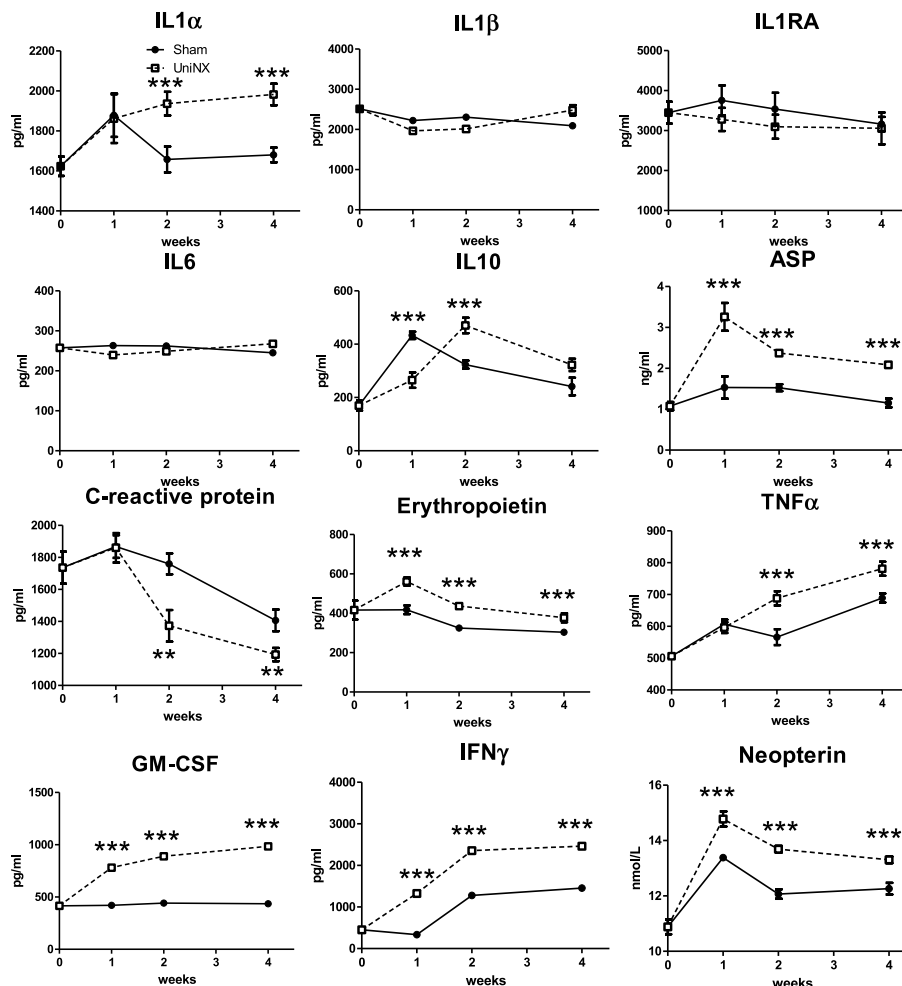 IL1α
IL1β
IL1RA
2200
2000
1800
1600
1400
pg/ml
Sham
UniNX
***
***
0 1 2 3 4
weeks
4000
3000
2000
1000
0
pg/ml
0 1 2 3 4
weeks
5000
4000
3000
2000
1000
pg/ml
0 1 2 3 4
weeks
IL6
IL10
ASP
400
300
200
100
0
pg/ml
0 1 2 3 4
weeks
600
400
200
0
pg/ml
***
***
0 1 2 3 4
weeks
4
3
2
1
0
ng/ml
***
***
***
0 1 2 3 4
weeks
C-reactive protein
Erythropoietin
TNFα
2000
1800
1600
1400
1200
1000
pg/ml
**
**
0 1 2 3 4
weeks
800
600
400
200
0
pg/ml
***
***
***
0 1 2 3 4
weeks
900
800
700
600
500
400
pg/ml
***
***
0 1 2 3 4
weeks
GM-CSF
IFNγ
Neopterin
1500
1000
500
0
pg/ml
***
***
***
0 1 2 3 4
weeks
4000
3000
2000
1000
0
pg/ml
***
***
***
0 1 2 3 4
weeks
16
14
12
10
nmol/L
***
***
***
0 1 2 3 4
weeks